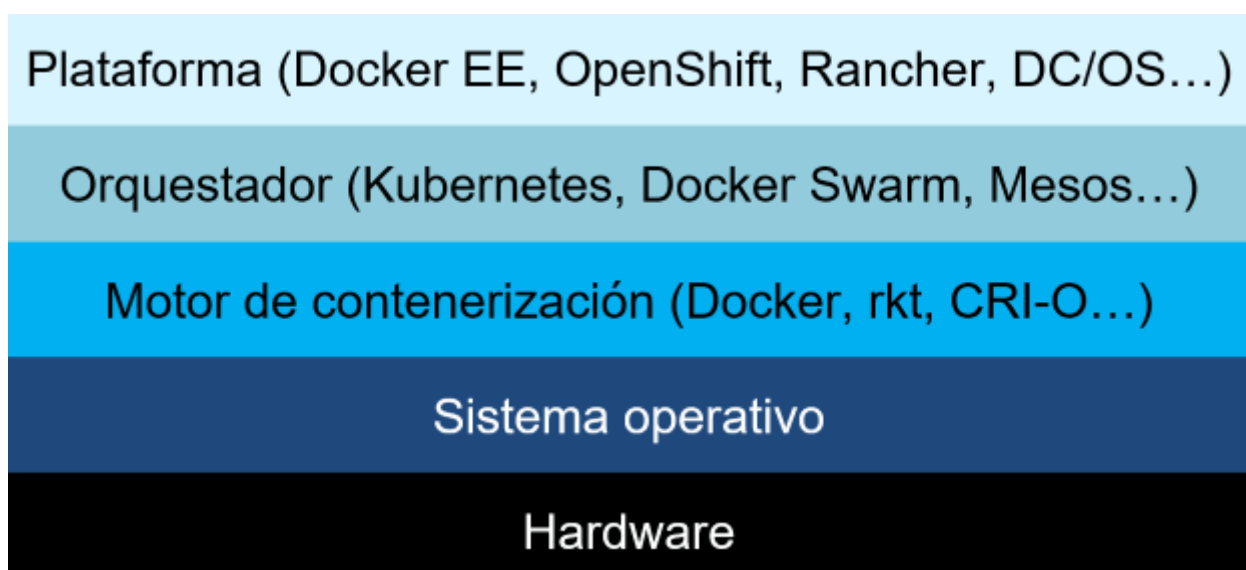 Plataforma (Docker EE, OpenShift, Rancher, DC/OS…)
Orquestador (Kubernetes, Docker Swarm, Mesos…)
Motor de contenerización (Docker, rkt, CRI-O…)
Sistema operativo
Hardware